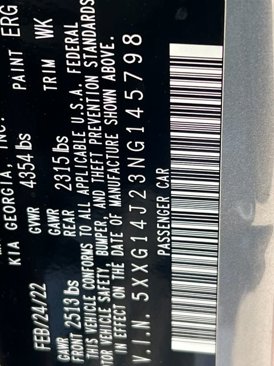 KIA GEORGIA, INC.
FEB/24/22 GVWR 4354 lbs PAINT ERG
GAWR FRONT 2513 lbs GAWR REAR 2315 lbs TRIM WK
THIS VEHICLE CONFORMS TO ALL APPLICABLE U.S.A. FEDERAL
MOTOR VEHICLE SAFETY, BUMPER, AND THEFT PREVENTION STANDARDS
IN EFFECT ON THE DATE OF MANUFACTURE SHOWN ABOVE.
V.I.N. 5XXG14J23NG145798
PASSENGER CAR